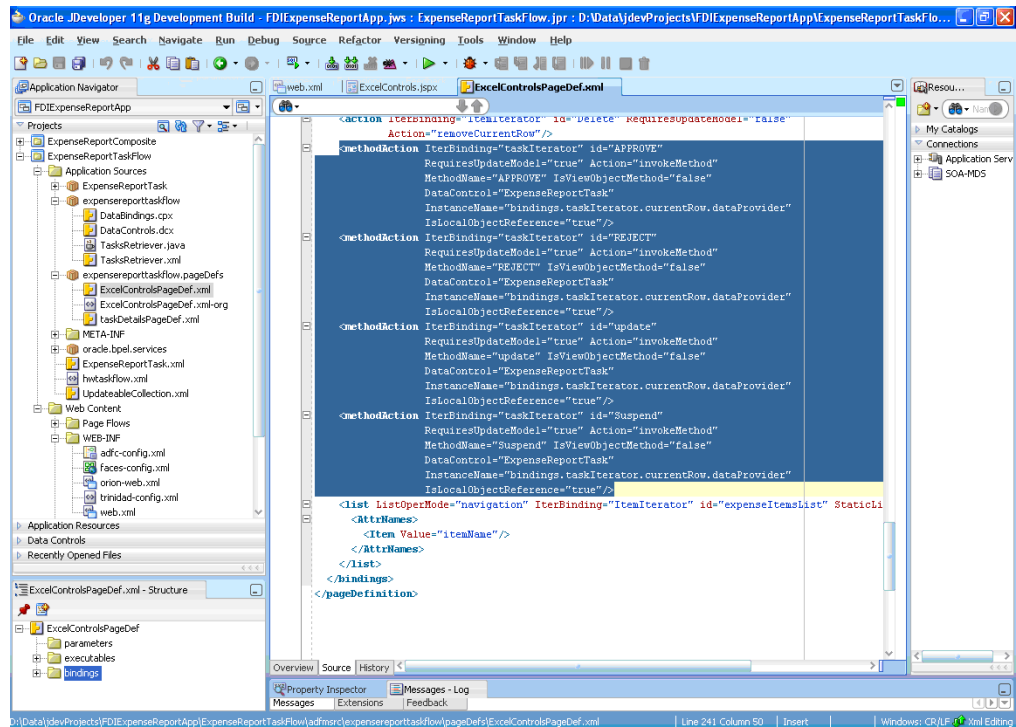 Oracle JDeveloper 11g Development Build - FDIExpenseReportApp.jws : ExpenseReportTaskFlow.jpr : D:\Data\jdevProjects\FDIExpenseReportApp\ExpenseReportTaskFlo...
File Edit View Search Navigate Run Debug Source Refactor Versioning Tools Window Help
Application Navigator
FDIExpenseReportApp
Projects
ExpenseReportComposite
ExpenseReportTaskFlow
Application Sources
ExpenseReportTask
expensereporttaskflow
DataBindings.cpx
DataControls.dcx
TasksRetriever.java
TasksRetriever.xml
expensereporttaskflow.pageDefs
ExcelControlsPageDef.xml
ExcelControlsPageDef.xml-org
taskDetailsPageDef.xml
META-INF
oracle.bpel.services
ExpenseReportTask.xml
hwtaskflow.xml
UpdateableCollection.xml
Web Content
Page Flows
WEB-INF
adfc-config.xml
faces-config.xml
orion-web.xml
trinidad-config.xml
web.xml
Application Resources
Data Controls
Recently Opened Files
ExcelControlsPageDef.xml - Structure
ExcelControlsPageDef
parameters
executables
bindings
web.xml
ExcelControls.jspx
ExcelControlsPageDef.xml
<action IterBinding="ItemIterator" id="Delete" RequiresUpdateModel="false"
Action="removeCurrentRow"/>
<methodAction IterBinding="taskIterator" id="APPROVE"
RequiresUpdateModel="true" Action="invokeMethod"
MethodName="APPROVE" IsViewObjectMethod="false"
DataControl="ExpenseReportTask"
InstanceName="bindings.taskIterator.currentRow.dataProvider"
IsLocalObjectReference="true"/>
<methodAction IterBinding="taskIterator" id="REJECT"
RequiresUpdateModel="true" Action="invokeMethod"
MethodName="REJECT" IsViewObjectMethod="false"
DataControl="ExpenseReportTask"
InstanceName="bindings.taskIterator.currentRow.dataProvider"
IsLocalObjectReference="true"/>
<methodAction IterBinding="taskIterator" id="update"
RequiresUpdateModel="true" Action="invokeMethod"
MethodName="update" IsViewObjectMethod="false"
DataControl="ExpenseReportTask"
InstanceName="bindings.taskIterator.currentRow.dataProvider"
IsLocalObjectReference="true"/>
<methodAction IterBinding="taskIterator" id="Suspend"
RequiresUpdateModel="true" Action="invokeMethod"
MethodName="Suspend" IsViewObjectMethod="false"
DataControl="ExpenseReportTask"
InstanceName="bindings.taskIterator.currentRow.dataProvider"
IsLocalObjectReference="true"/>
<list ListOperMode="navigation" IterBinding="ItemIterator" id="expenseItemsList" StaticLi
<AttrNames>
<Item Value="itemName"/>
</AttrNames>
</list>
</bindings>
</pageDefinition>
Overview Source History
Property Inspector
Messages - Log
Messages Extensions Feedback
Resou...
Nam
My Catalogs
Connections
Application Serv
SOA-MDS
D:\Data\jdevProjects\FDIExpenseReportApp\ExpenseReportTaskFlow\adfmsrc\expensereporttaskflow\pageDefs\ExcelControlsPageDef.xml
Line 241 Column 50 Insert Windows: CR/LF Xml Editing